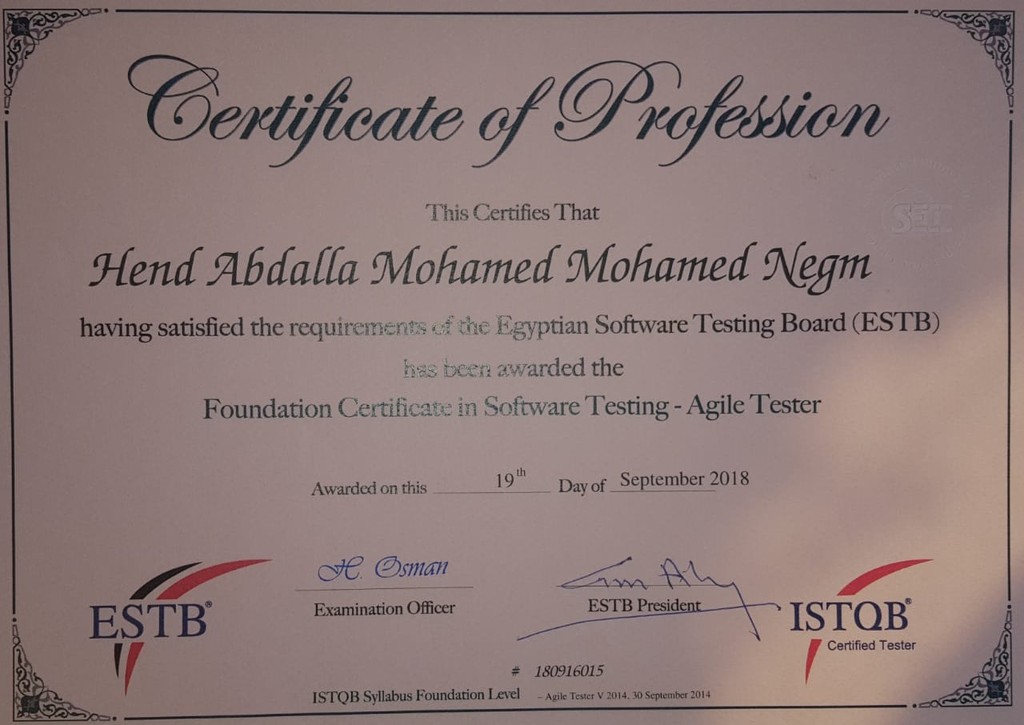 Certificate of Profession
This Certifies That
Hend Abdalla Mohamed Mohamed Negm
having satisfied the requirements of the Egyptian Software Testing Board (ESTB)
has been awarded the
Foundation Certificate in Software Testing - Agile Tester
Awarded on this 19th Day of September 2018
H. Osman
Examination Officer
ESTB President
ESTB®
ISTQB®
Certified Tester
# 180916015
ISTQB Syllabus Foundation Level – Agile Tester V 2014, 30 September 2014